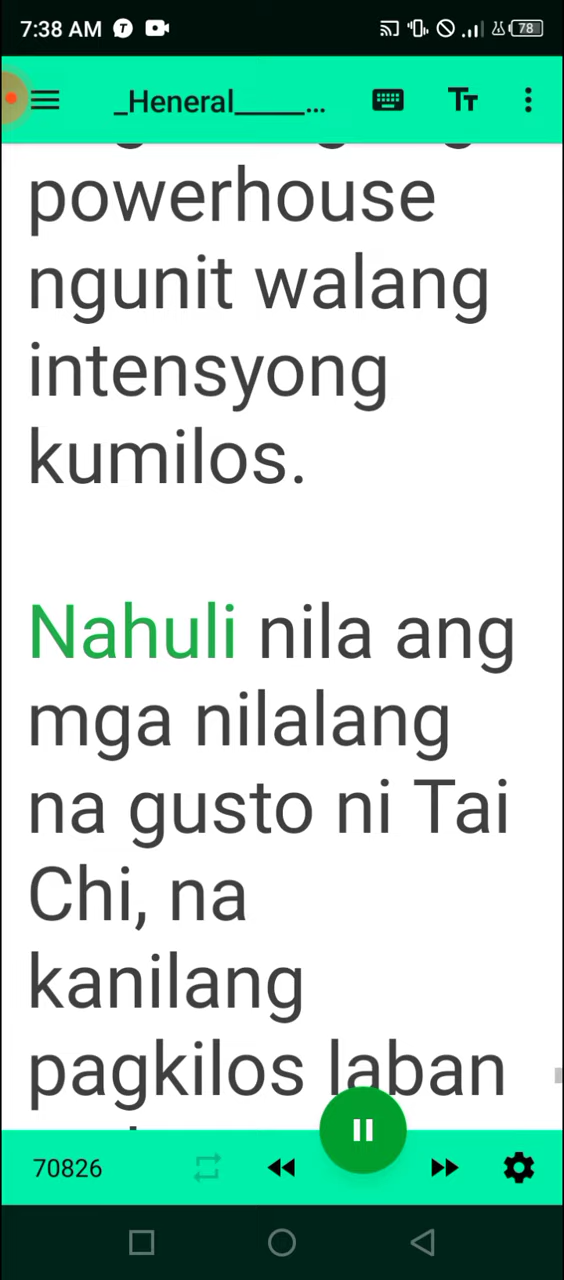 7:38 AM
78
_Heneral_____...
powerhouse
ngunit walang
intensyong
kumilos.
Nahuli nila ang
mga nilalang
na gusto ni Tai
Chi, na
kanilang
pagkilos laban
70826